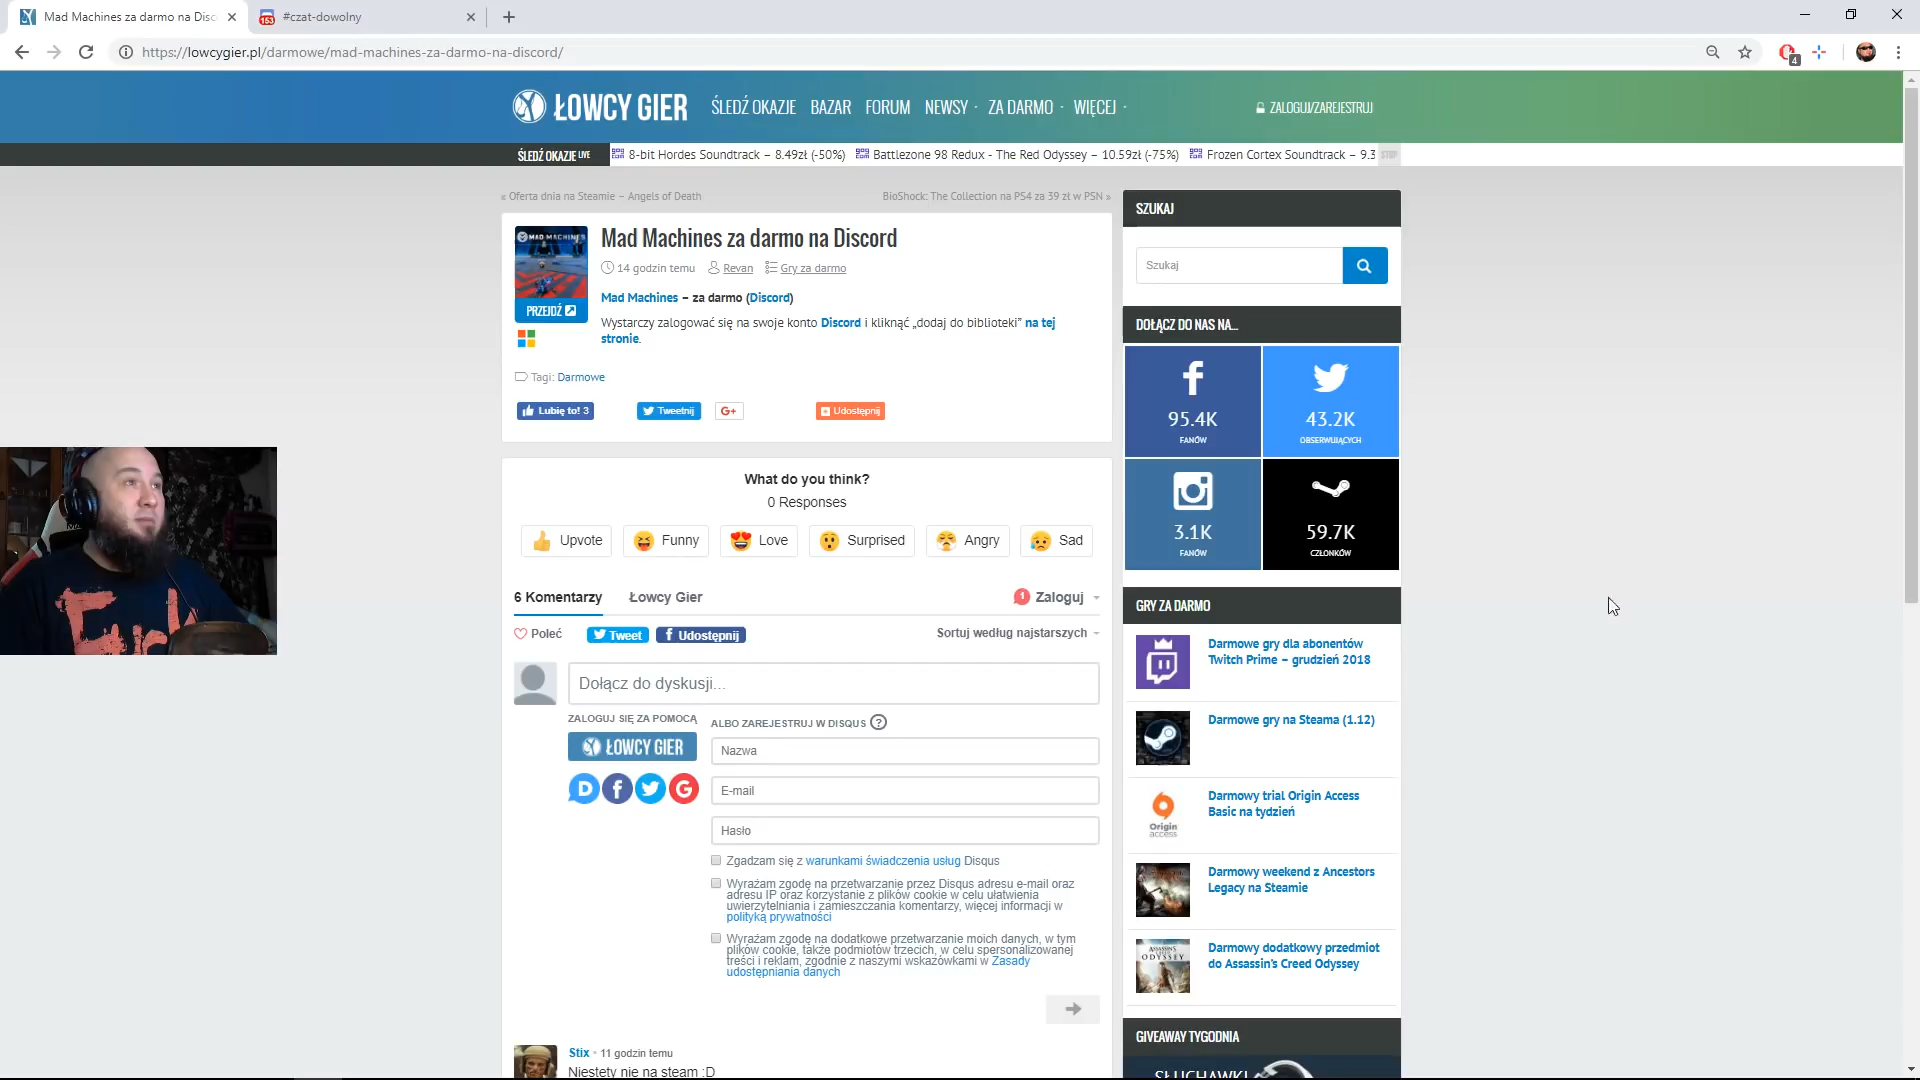 Mad Machines za darmo na Disc
153 #czat-dowolny
https://lowcygier.pl/darmowe/mad-machines-za-darmo-na-discord/
4
ŁOWCY GIER
ŚLEDŹ OKAZJE BAZAR FORUM NEWSY ZA DARMO WIĘCEJ
ZALOGUJ/ZAREJESTRUJ
ŚLEDŹ OKAZJE LIVE 8-bit Hordes Soundtrack – 8.49zł (-50%) Battlezone 98 Redux - The Red Odyssey – 10.59zł (-75%) Frozen Cortex Soundtrack – 9.3 STOP
« Oferta dnia na Steamie – Angels of Death
BioShock: The Collection na PS4 za 39 zł w PSN »
MAD MACHINES
PRZEJDŹ
Mad Machines za darmo na Discord
14 godzin temu Revan Gry za darmo
Mad Machines – za darmo (Discord)
Wystarczy zalogować się na swoje konto Discord i kliknąć „dodaj do biblioteki” na tej
stronie.
Tagi: Darmowe
Lubię to! 3 Tweetnij G+ Udostępnij
What do you think?
0 Responses
Upvote Funny Love Surprised Angry Sad
6 Komentarzy Łowcy Gier 1 Zaloguj
Poleć Tweet Udostępnij Sortuj według najstarszych
Dołącz do dyskusji...
ZALOGUJ SIĘ ZA POMOCĄ
ŁOWCY GIER
D f G
ALBO ZAREJESTRUJ W DISQUS ?
Nazwa
E-mail
Hasło
Zgadzam się z warunkami świadczenia usług Disqus
Wyrażam zgodę na przetwarzanie przez Disqus adresu e-mail oraz
adresu IP oraz korzystanie z plików cookie w celu ułatwienia
uwierzytelniania i zamieszczania komentarzy, więcej informacji w
polityką prywatności
Wyrażam zgodę na dodatkowe przetwarzanie moich danych, w tym
plików cookie, także podmiotów trzecich, w celu spersonalizowanej
treści i reklam, zgodnie z naszymi wskazówkami w Zasady
udostępniania danych
Stix • 11 godzin temu
Niestety nie na steam :D
SZUKAJ
Szukaj
DOŁĄCZ DO NAS NA...
95.4K
FANÓW
43.2K
OBSERWUJĄCYCH
3.1K
FANÓW
59.7K
CZŁONKÓW
GRY ZA DARMO
Darmowe gry dla abonentów
Twitch Prime – grudzień 2018
Darmowe gry na Steama (1.12)
Origin
access
Darmowy trial Origin Access
Basic na tydzień
Darmowy weekend z Ancestors
Legacy na Steamie
ASSASSIN'S
CREED
ODYSSEY
Darmowy dodatkowy przedmiot
do Assassin's Creed Odyssey
GIVEAWAY TYGODNIA
SŁUCHAWKI